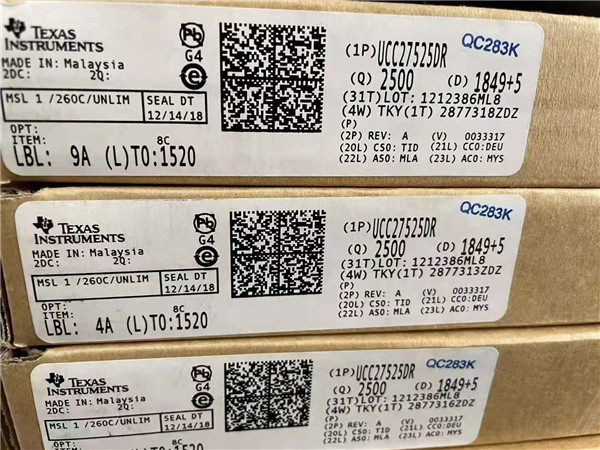 TEXAS
INSTRUMENTS
MADE IN: Malaysia
2DC: 2Q:
MSL 1 /260C/UNLIM SEAL DT
12/14/18
OPT:
ITEM: 8C
LBL: 9A (L)TO:1520
Pb
G4
e
(1P)UCC27525DR QC283K
(Q) 2500 (D) 1849+5
(31T)LOT: 1212386ML8
(4W) TKY(1T) 2877318ZDZ
(P)
(2P) REV: A (V) 0033317
(20L) CSO: TID (21L) CCO:DEU
(22L) ASO: MLA (23L) ACO: MYS
TEXAS
INSTRUMENTS
MADE IN: Malaysia
2DC: 2Q:
MSL 1 /260C/UNLIM SEAL DT
12/14/18
OPT:
ITEM: 8C
LBL: 4A (L)TO:1520
Pb
G4
e
(1P)UCC27525DR QC283K
(Q) 2500 (D) 1849+5
(31T)LOT: 1212386ML8
(4W) TKY(1T) 2877313ZDZ
(P)
(2P) REV: A (V) 0033317
(20L) CSO: TID (21L) CCO:DEU
(22L) ASO: MLA (23L) ACO: MYS
TEXAS
INSTRUMENTS
MADE IN: Malaysia
2DC: 2Q:
MSL 1 /260C/UNLIM SEAL DT
12/14/18
OPT:
8C
(L)TO:1520
Pb
G4
e
(1P)UCC27525DR QC283K
(Q) 2500 (D) 1849+5
(31T)LOT: 1212386ML8
(4W) TKY(1T) 2877316ZDZ
(P)
(2P) REV: A (V) 0033317
(20L) CSO: TID (21L) CCO:DEU